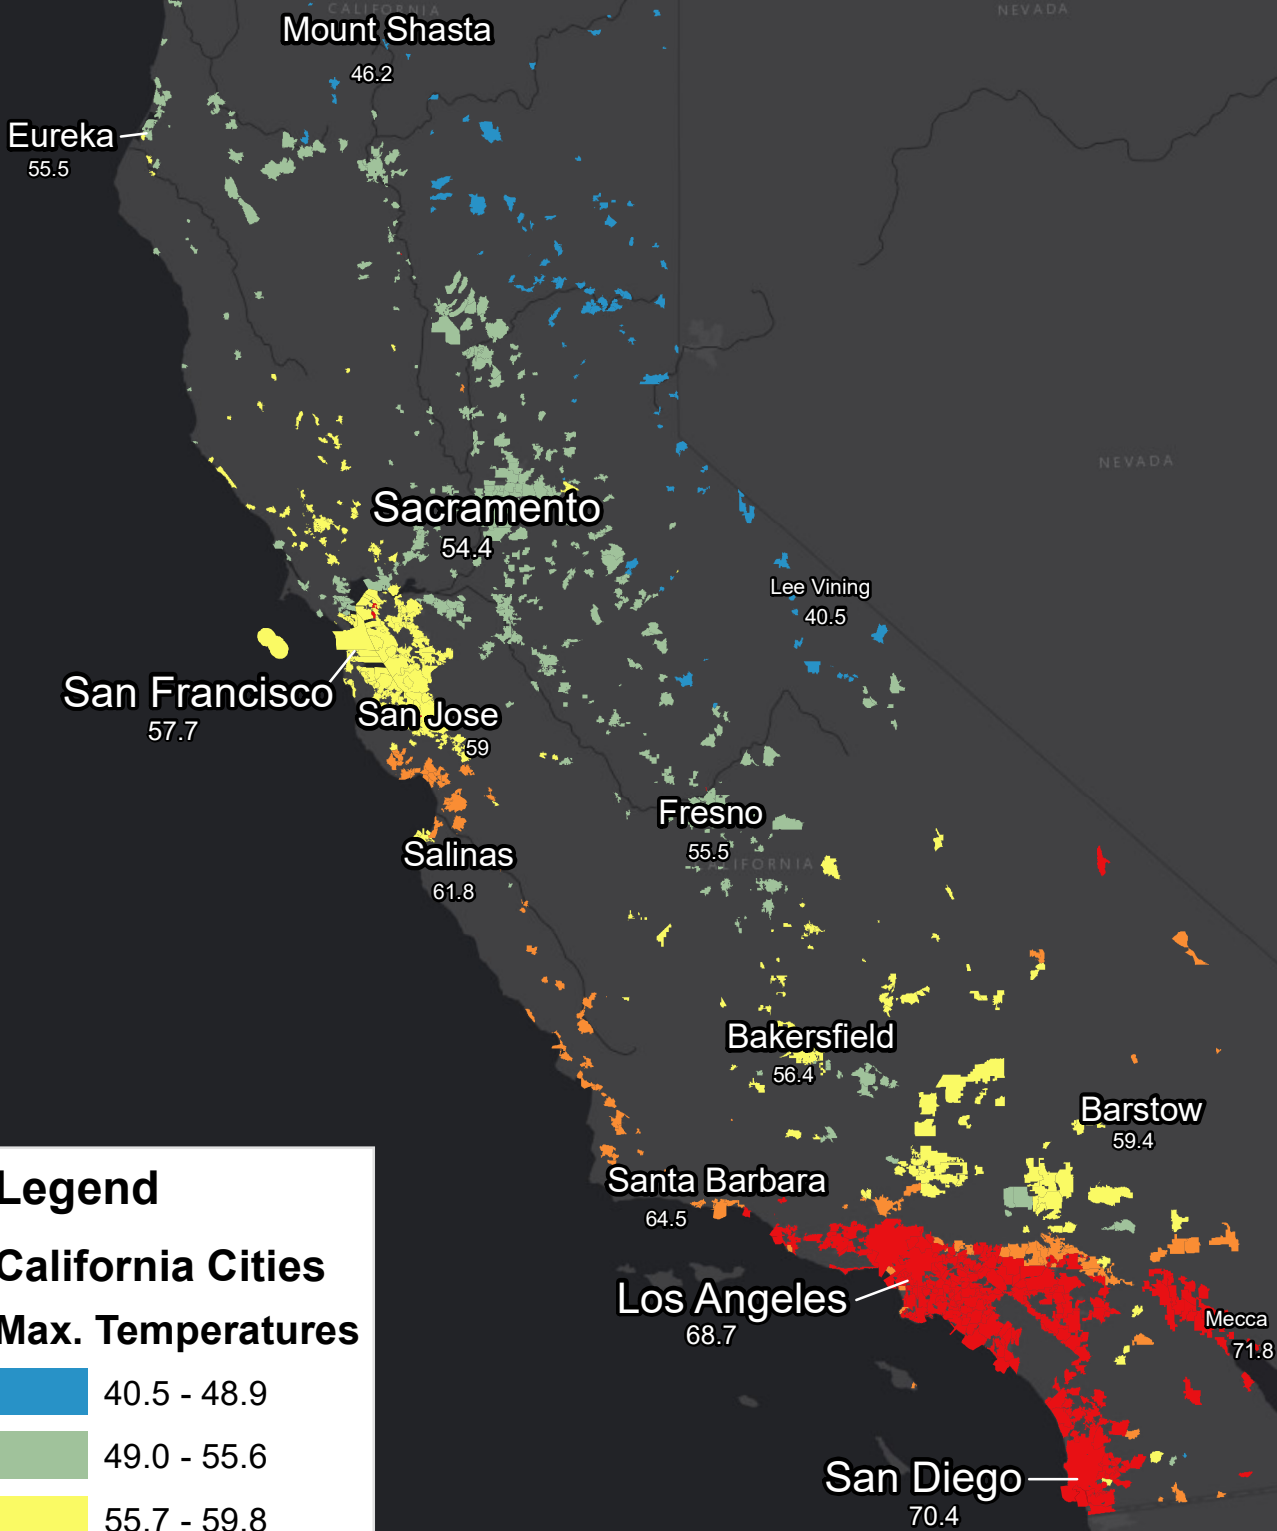 CALIFORNIA
NEVADA
Mount Shasta
46.2
Eureka
55.5
NEVADA
Sacramento
54.4
Lee Vining
40.5
San Francisco
57.7
San Jose
59
Fresno
55.5
CALIFORNIA
Salinas
61.8
Bakersfield
56.4
Barstow
59.4
Santa Barbara
64.5
Los Angeles
68.7
Mecca
71.8
San Diego
70.4
Legend
California Cities
Max. Temperatures
40.5 - 48.9
49.0 - 55.6
55.7 - 59.8